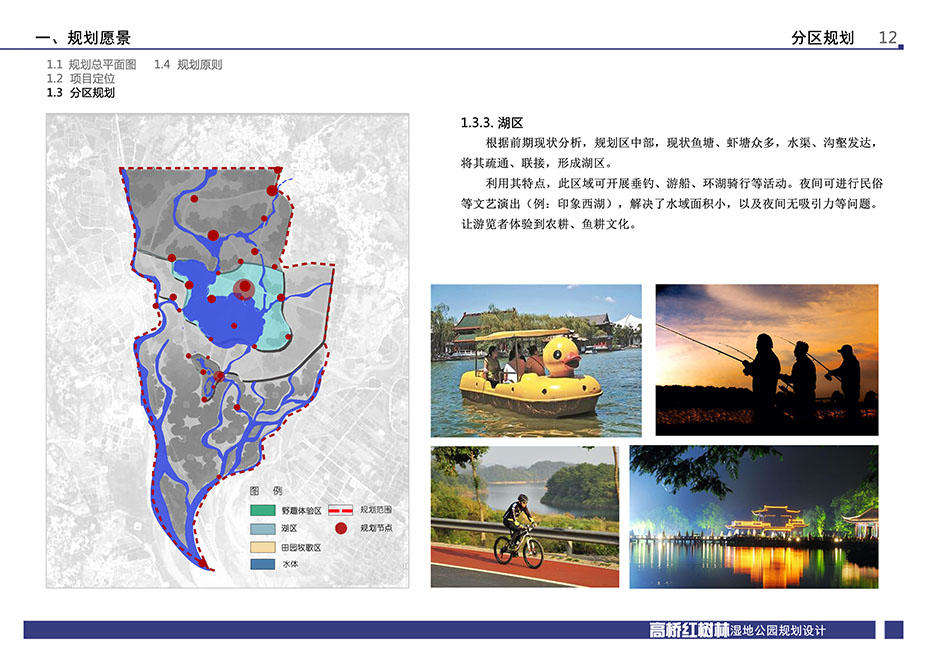 一、规划愿景
分区规划 12
1.1 规划总平面图 1.4 规划原则
1.2 项目定位
1.3 分区规划
1.3.3. 湖区
根据前期现状分析，规划区中部，现状鱼塘、虾塘众多，水渠、沟壑发达，
将其疏通、联接，形成湖区。
利用其特点，此区域可开展垂钓、游船、环湖骑行等活动。夜间可进行民俗
等文艺演出（例：印象西湖），解决了水域面积小，以及夜间无吸引力等问题。
让游览者体验到农耕、鱼耕文化。
图 例
野趣体验区 规划范围
湖区 规划节点
田园牧歌区
水体
高桥红树林湿地公园规划设计